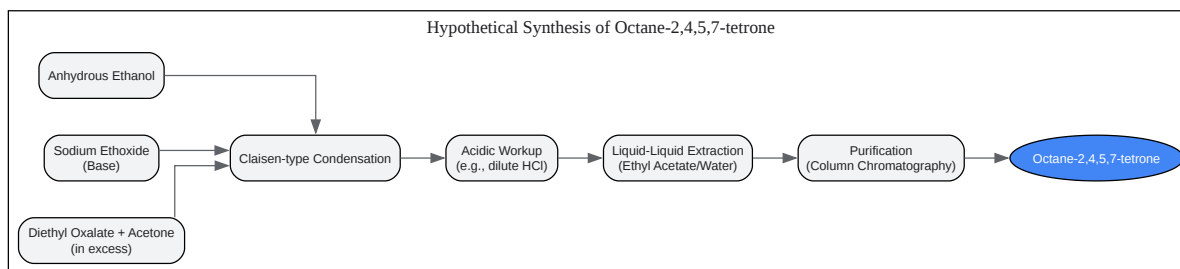 Hypothetical Synthesis of Octane-2,4,5,7-tetrone
Anhydrous Ethanol
Sodium Ethoxide
(Base)
Claisen-type Condensation
Acidic Workup
(e.g., dilute HCl)
Liquid-Liquid Extraction
(Ethyl Acetate/Water)
Purification
(Column Chromatography)
Octane-2,4,5,7-tetrone
Diethyl Oxalate + Acetone
(in excess)